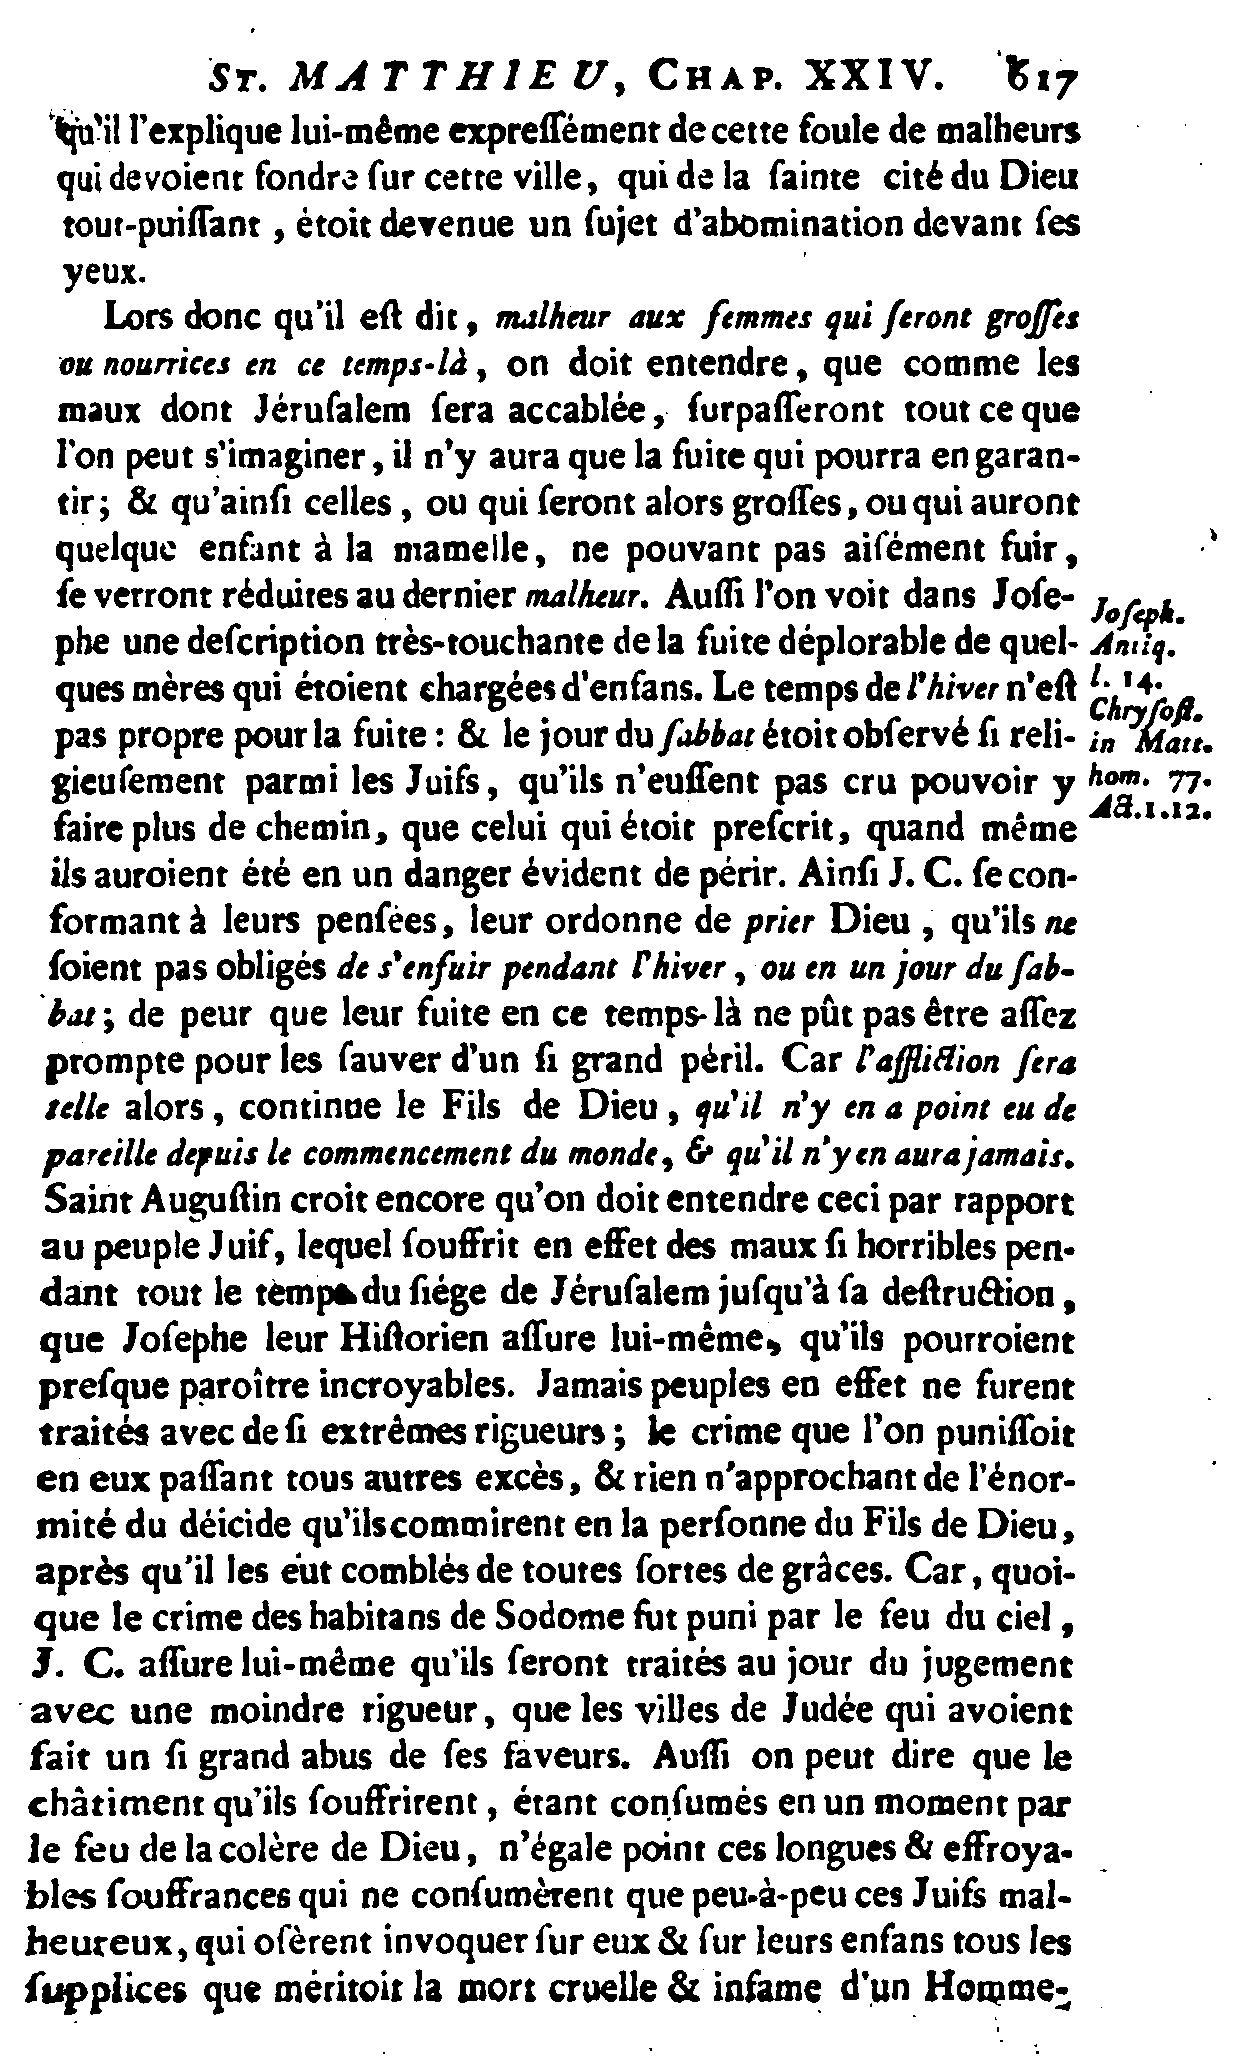 ST. MATTHIEU, CHAP. XXIV. 617
qu'il l'explique lui-même expreſſément de cette foule de malheurs
qui devoient fondre ſur cette ville, qui de la ſainte cité du Dieu
tout-puiſſant, étoit devenue un ſujet d'abomination devant ſes
yeux.
Lors donc qu'il eſt dit, malheur aux femmes qui ſeront groſſes
ou nourrices en ce temps-là, on doit entendre, que comme les
maux dont Jéruſalem ſera accablée, ſurpaſſeront tout ce que
l'on peut s'imaginer, il n'y aura que la fuite qui pourra en garan-
tir; & qu'ainſi celles, ou qui ſeront alors groſſes, ou qui auront
quelque enfant à la mamelle, ne pouvant pas aiſément fuir,
ſe verront réduites au dernier malheur. Auſſi l'on voit dans Joſe-
phe une deſcription très-touchante de la fuite déplorable de quel-
ques mères qui étoient chargées d'enfans. Le temps de l'hiver n'eſt
pas propre pour la fuite : & le jour du ſabbat étoit obſervé ſi reli-
gieuſement parmi les Juifs, qu'ils n'euſſent pas cru pouvoir y
faire plus de chemin, que celui qui étoit preſcrit, quand même
ils auroient été en un danger évident de périr. Ainſi J. C. ſe con-
formant à leurs penſées, leur ordonne de prier Dieu, qu'ils ne
ſoient pas obligés de s'enfuir pendant l'hiver, ou en un jour du ſab-
bat; de peur que leur fuite en ce temps-là ne pût pas être aſſez
prompte pour les ſauver d'un ſi grand péril. Car l'affliction ſera
telle alors, continue le Fils de Dieu, qu'il n'y en a point eu de
pareille depuis le commencement du monde, & qu'il n'y en aura jamais.
Saint Auguſtin croit encore qu'on doit entendre ceci par rapport
au peuple Juif, lequel ſouffrit en effet des maux ſi horribles pen-
dant tout le temps du ſiége de Jéruſalem juſqu'à ſa deſtruction,
que Joſephe leur Hiſtorien aſſure lui-même, qu'ils pourroient
preſque paroître incroyables. Jamais peuples en effet ne furent
traités avec de ſi extrêmes rigueurs; le crime que l'on puniſſoit
en eux paſſant tous autres excès, & rien n'approchant de l'énor-
mité du déicide qu'ils commirent en la perſonne du Fils de Dieu,
après qu'il les eût comblés de toutes ſortes de grâces. Car, quoi-
que le crime des habitans de Sodome fut puni par le feu du ciel,
J. C. aſſure lui-même qu'ils ſeront traités au jour du jugement
avec une moindre rigueur, que les villes de Judée qui avoient
fait un ſi grand abus de ſes faveurs. Auſſi on peut dire que le
châtiment qu'ils ſouffrirent, étant conſumés en un moment par
le feu de la colère de Dieu, n'égale point ces longues & effroya-
bles ſouffrances qui ne conſumèrent que peu-à-peu ces Juifs mal-
heureux, qui oſèrent invoquer ſur eux & ſur leurs enfans tous les
ſupplices que méritoit la mort cruelle & infame d'un Homme-
Joſeph.
Antiq.
l. 14.
Chryſoſt.
in Matt.
hom. 77.
Act.1.12.